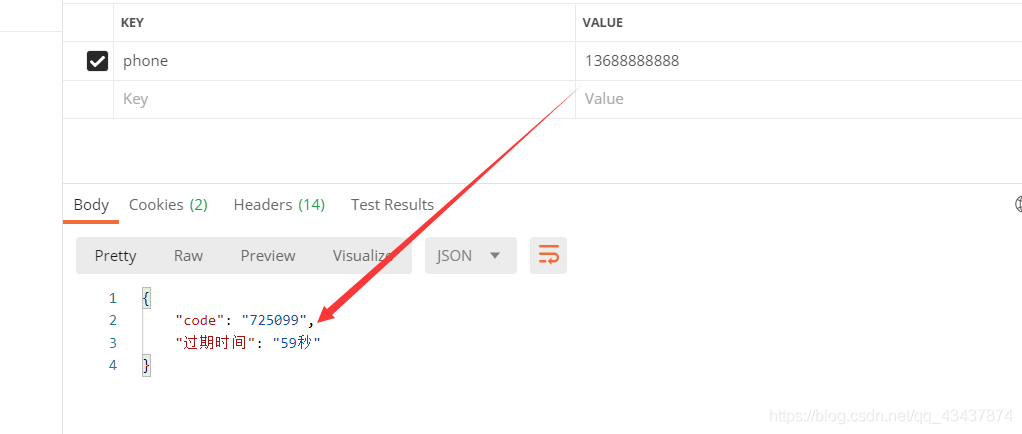 KEY VALUE
phone 13688888888
Key Value
Body Cookies (2) Headers (14) Test Results
Pretty Raw Preview Visualize JSON
1 {
2 "code": "725099",
3 "过期时间": "59秒"
4 }
https://blog.csdn.net/qq_43437874